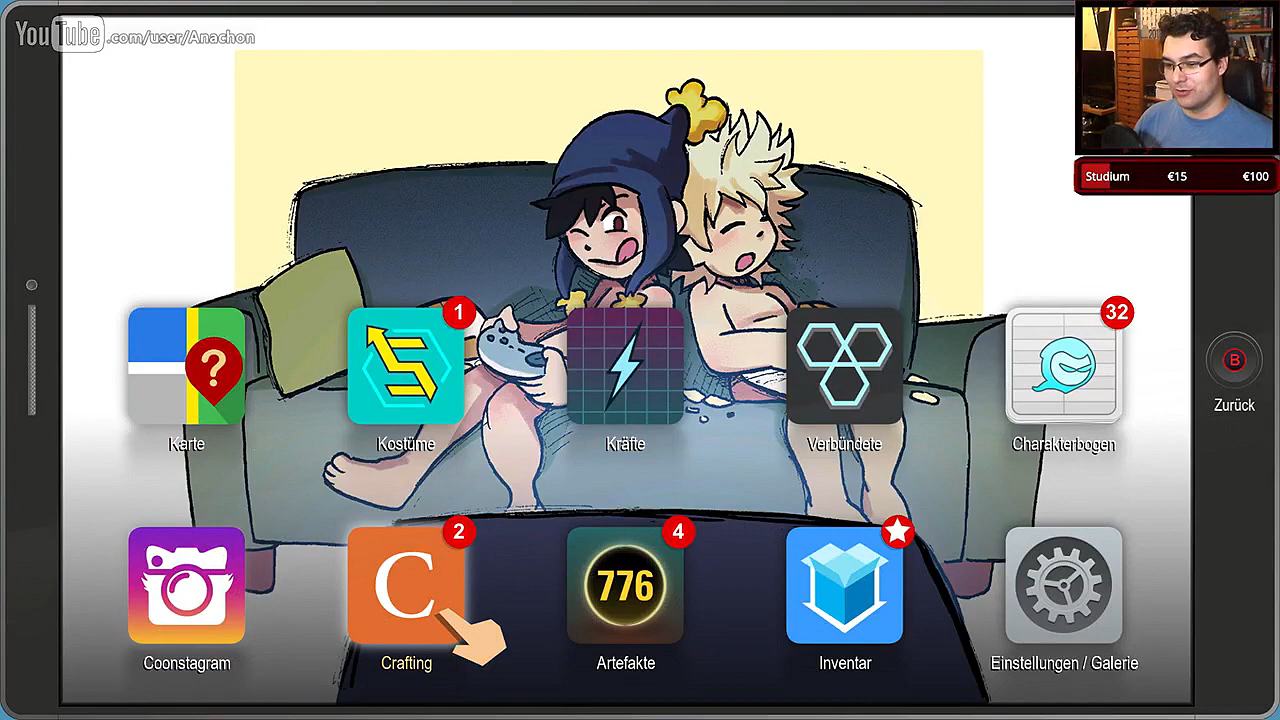 YouTube.com/user/Anachon
Studium €15 €100
?
1
32
B
Zurück
Karte
Kostüme
Kräfte
Verbündete
Charakterbogen
C
2
776
4
Coonstagram
Crafting
Artefakte
Inventar
Einstellungen / Galerie